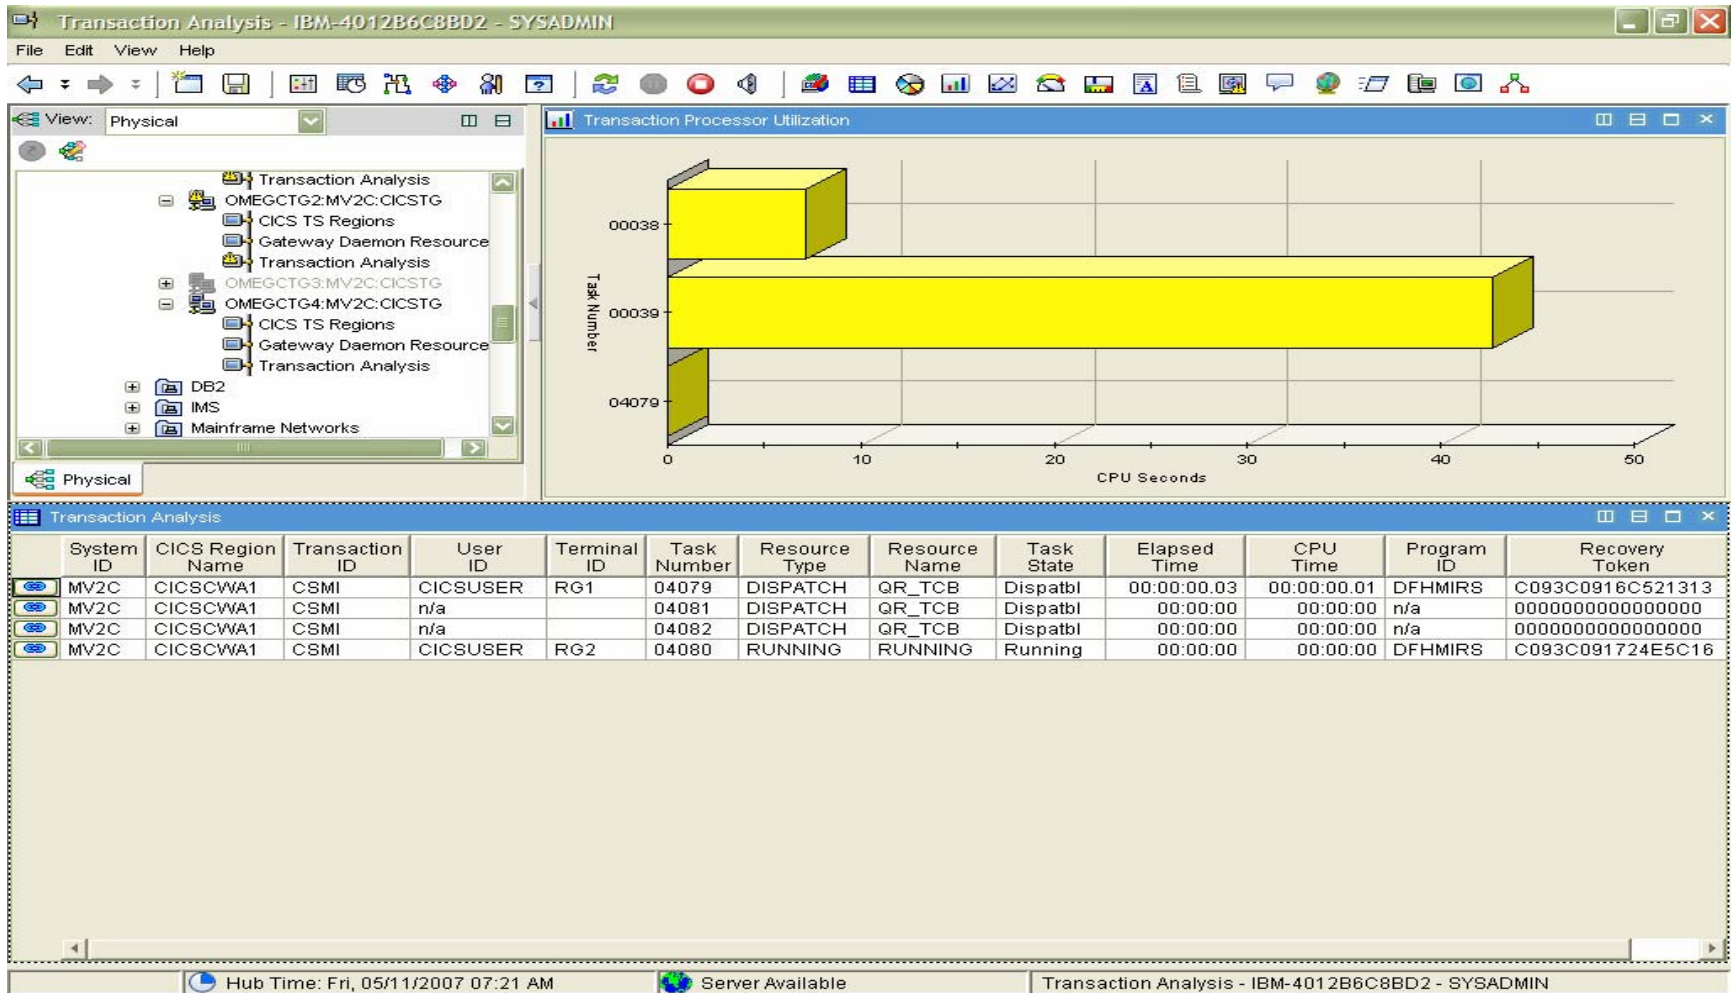 Transaction Analysis - IBM-4012B6C8BD2 - SYSADMIN
File Edit View Help
View: Physical
Transaction Analysis
OMEGCTG2:MV2C:CICSTG
CICS TS Regions
Gateway Daemon Resource
Transaction Analysis
OMEGCTG3:MV2C:CICSTG
OMEGCTG4:MV2C:CICSTG
CICS TS Regions
Gateway Daemon Resource
Transaction Analysis
DB2
IMS
Mainframe Networks
Physical
Transaction Processor Utilization
Task Number
00038
00039
04079
0 10 20 30 40 50
CPU Seconds
Transaction Analysis
System ID CICS Region Name Transaction ID User ID Terminal ID Task Number Resource Type Resource Name Task State Elapsed Time CPU Time Program ID Recovery Token
MV2C CICSCWA1 CSMI CICSUSER RG1 04079 DISPATCH QR_TCB Dispatbl 00:00:00.03 00:00:00.01 DFHMIRS C093C0916C521313
MV2C CICSCWA1 CSMI n/a 04081 DISPATCH QR_TCB Dispatbl 00:00:00 00:00:00 n/a 0000000000000000
MV2C CICSCWA1 CSMI n/a 04082 DISPATCH QR_TCB Dispatbl 00:00:00 00:00:00 n/a 0000000000000000
MV2C CICSCWA1 CSMI CICSUSER RG2 04080 RUNNING RUNNING Running 00:00:00 00:00:00 DFHMIRS C093C091724E5C16
Hub Time: Fri, 05/11/2007 07:21 AM Server Available Transaction Analysis - IBM-4012B6C8BD2 - SYSADMIN